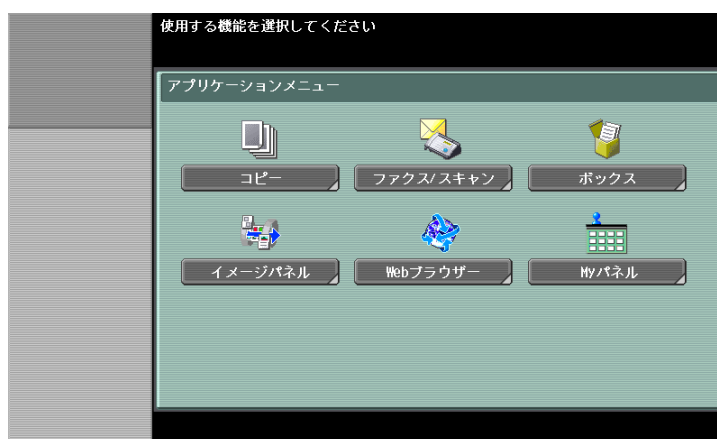 使用する機能を選択してください
アプリケーションメニュー
コピー
ファクス/スキャン
ボックス
イメージパネル
Webブラウザー
Myパネル